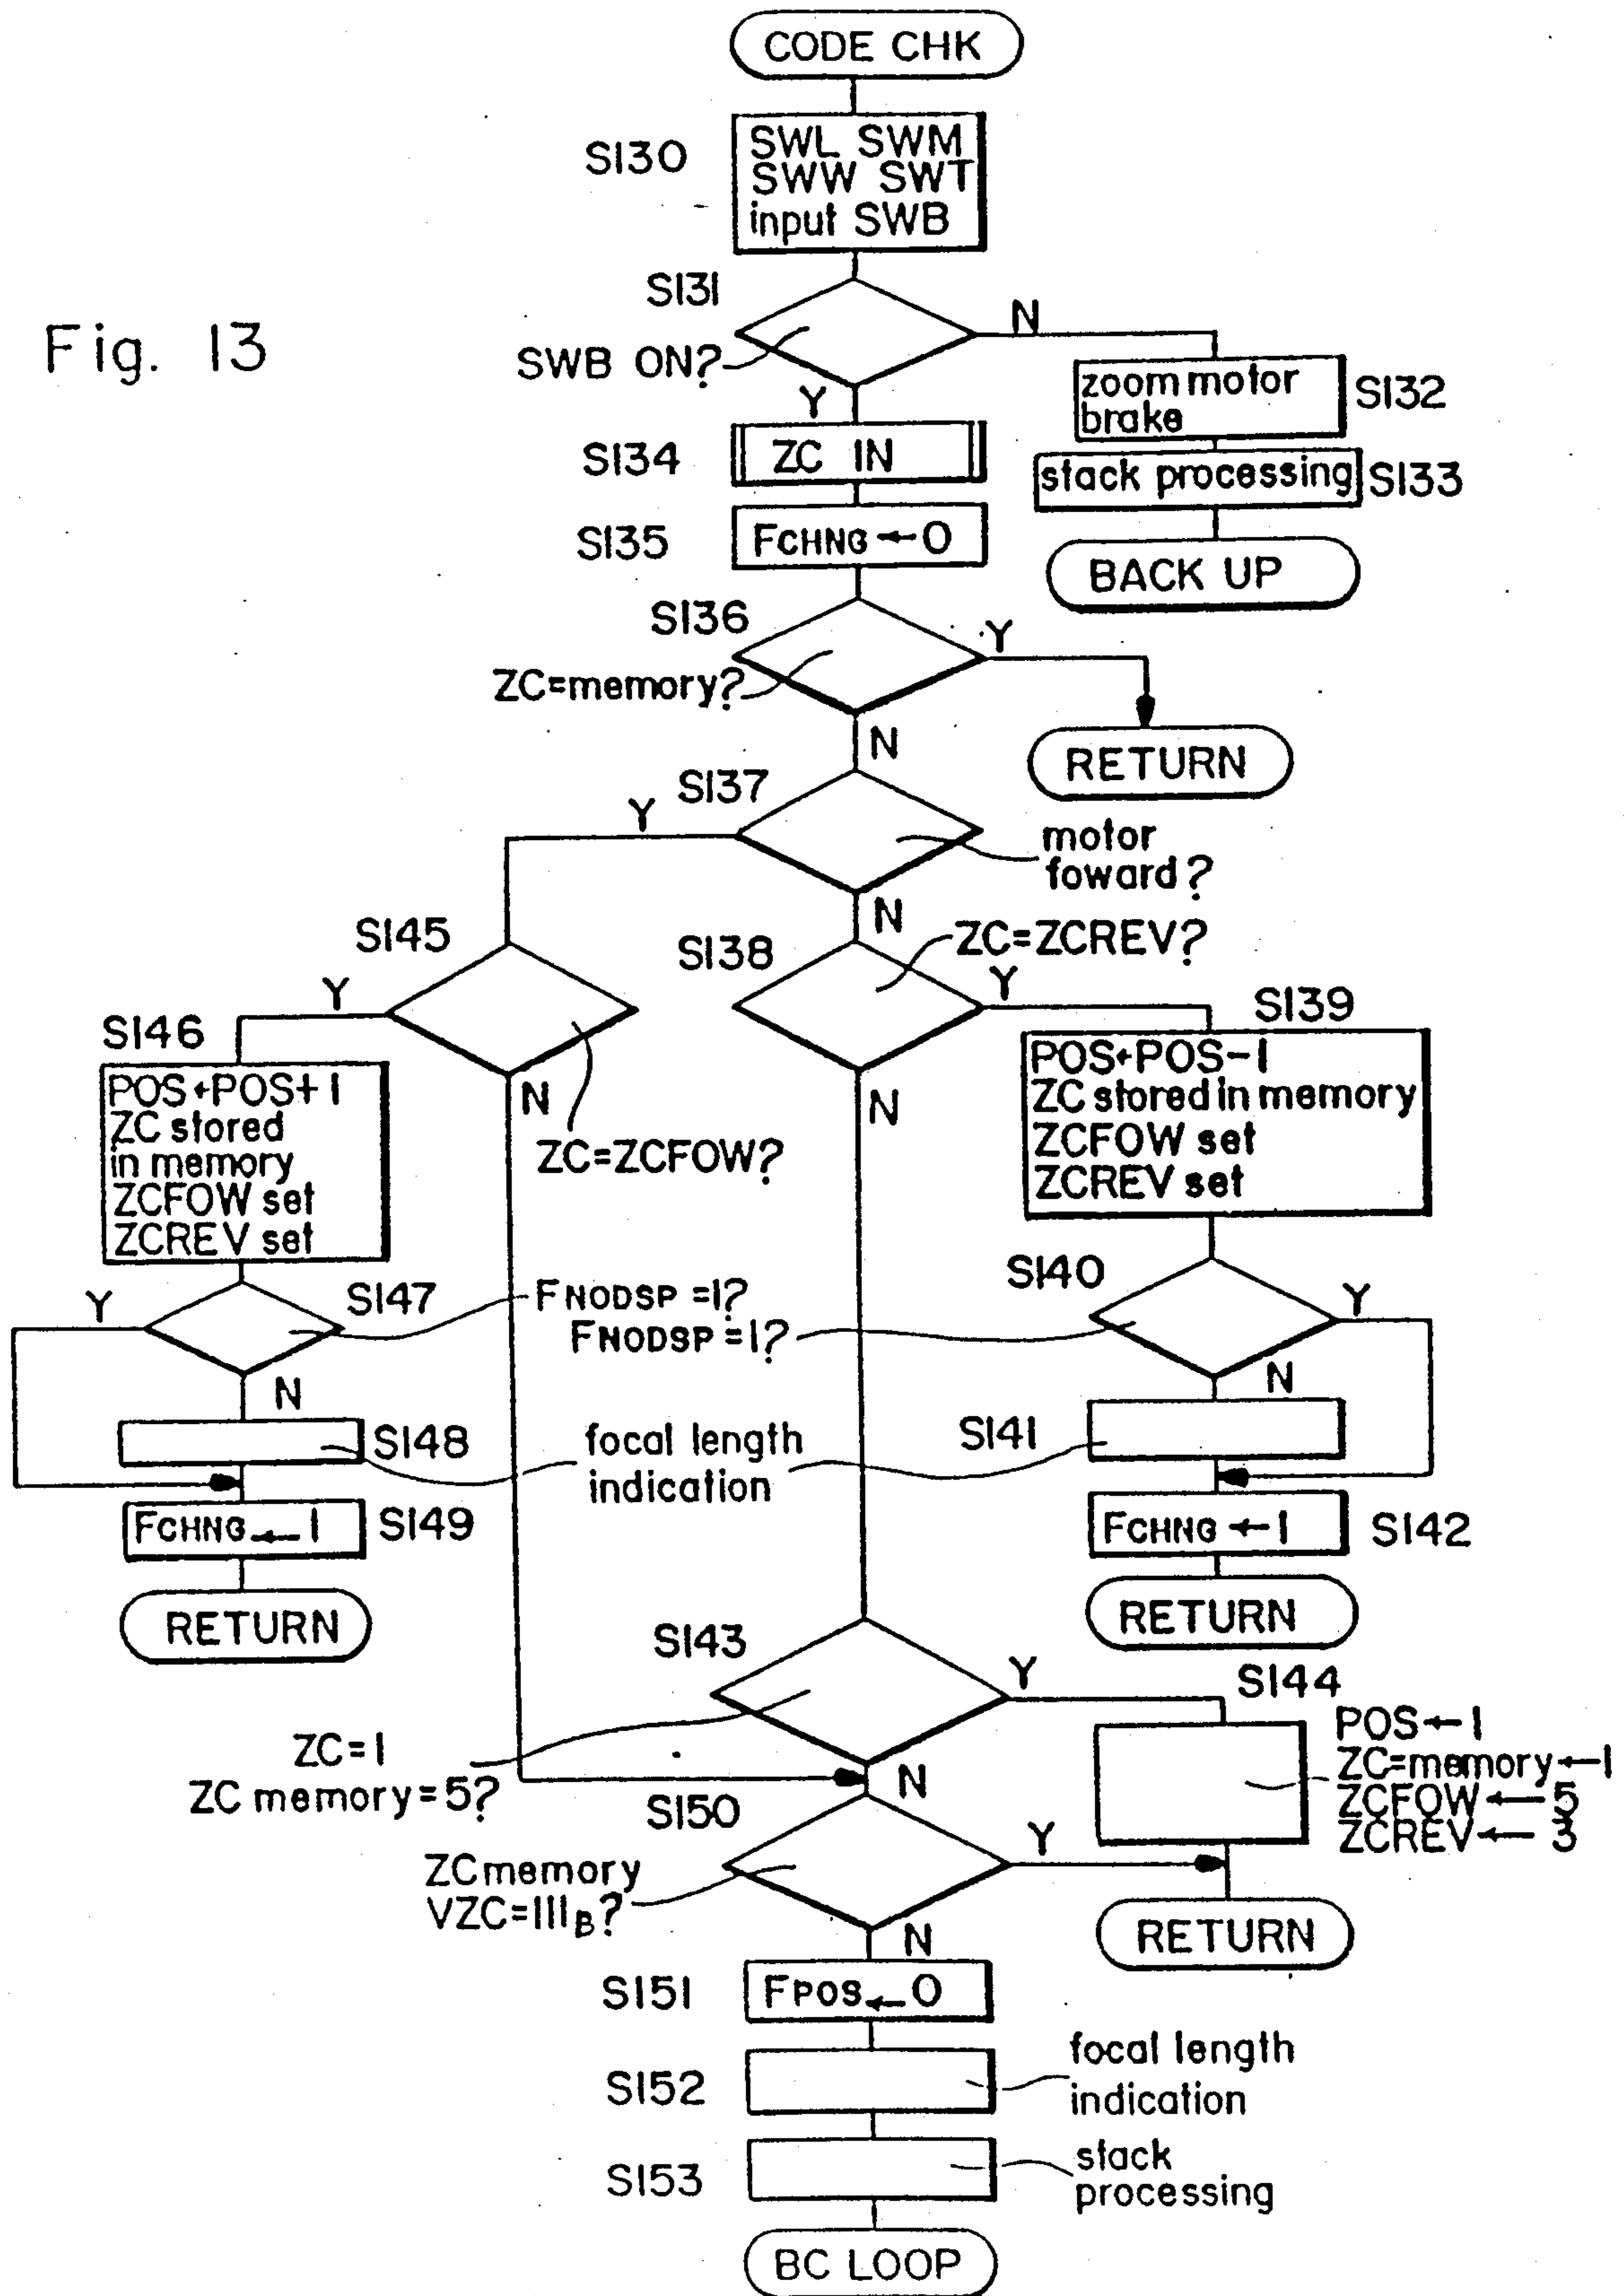 CODE CHK
S130
SWL SWM
SWW SWT
input SWB
S131
N
Fig. 13
SWB ON?
Y
zoom motor
brake
S132
S134
ZC IN
stack processing
S133
S135
FCHNG ← 0
BACK UP
S136
Y
ZC=memory?
N
RETURN
S137
Y
motor
foward?
N
S145
S138
ZC=ZCREV?
Y
Y
S139
S146
POS←POS+1
ZC stored
in memory
ZCFOW set
ZCREV set
N
ZC=ZCFOW?
N
POS←POS-1
ZC stored in memory
ZCFOW set
ZCREV set
S140
Y
S147
FNODSP =1?
FNODSP =1?
Y
N
N
S148
focal length
indication
S141
FCHNG ← 1
S149
FCHNG ← 1
S142
RETURN
RETURN
S143
Y
S144
ZC=1
ZC memory=5?
N
POS←1
ZC=memory←1
ZCFOW←5
ZCREV←3
S150
Y
ZC memory
VZC=111B?
N
RETURN
S151
FPOS ← 0
S152
focal length
indication
S153
stack
processing
BC LOOP